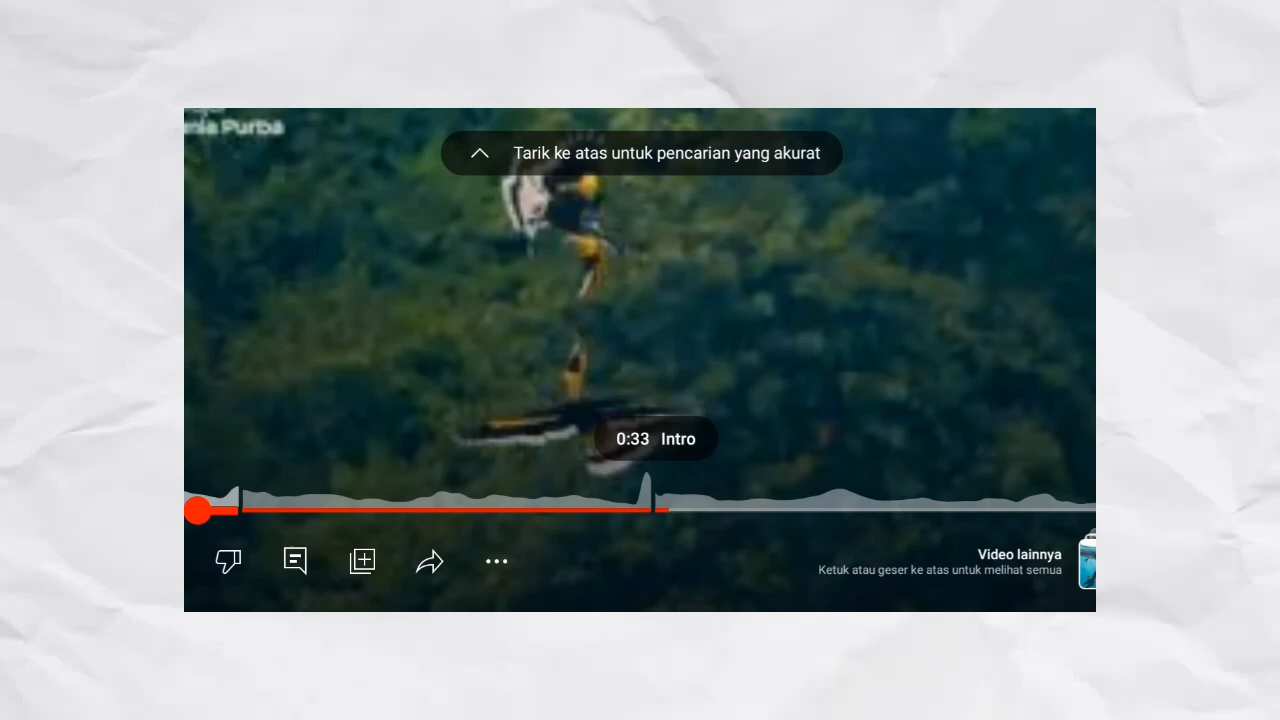 Purba
Tarik ke atas untuk pencarian yang akurat
0:33 Intro
Video lainnya
Ketuk atau geser ke atas untuk melihat semua